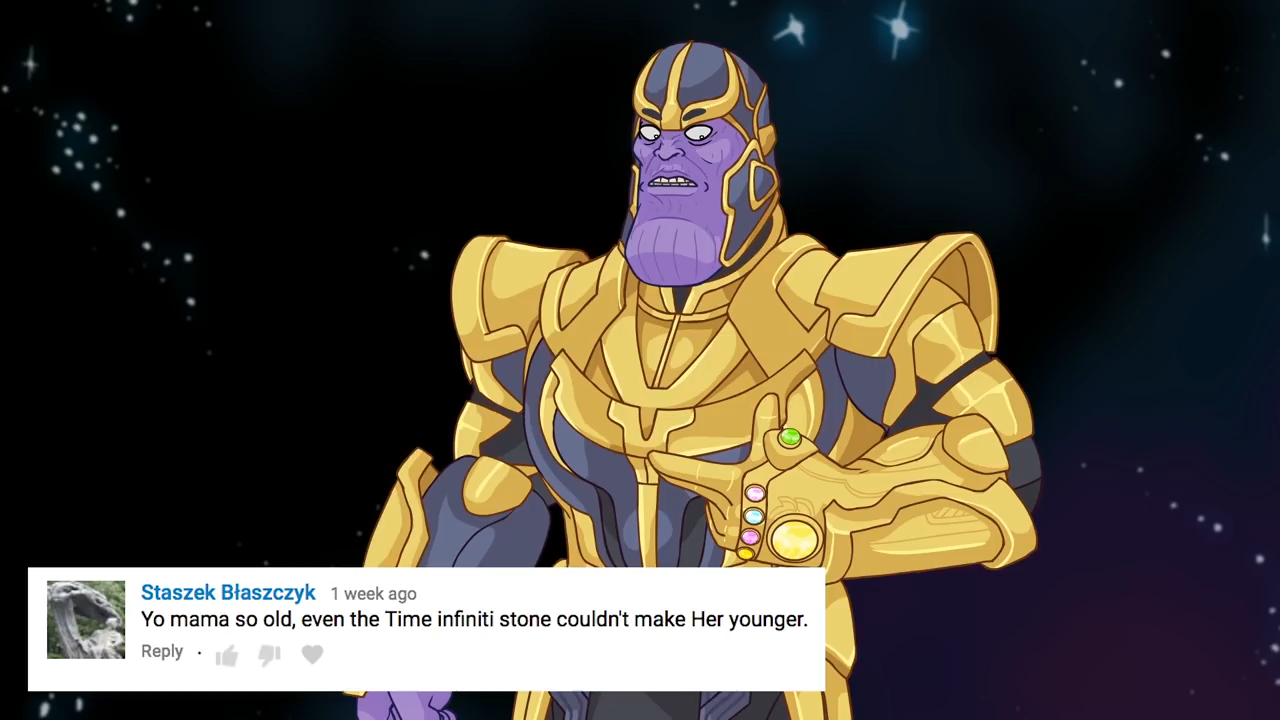 Staszek Błaszczyk 1 week ago
Yo mama so old, even the Time infiniti stone couldn't make Her younger.
Reply ·